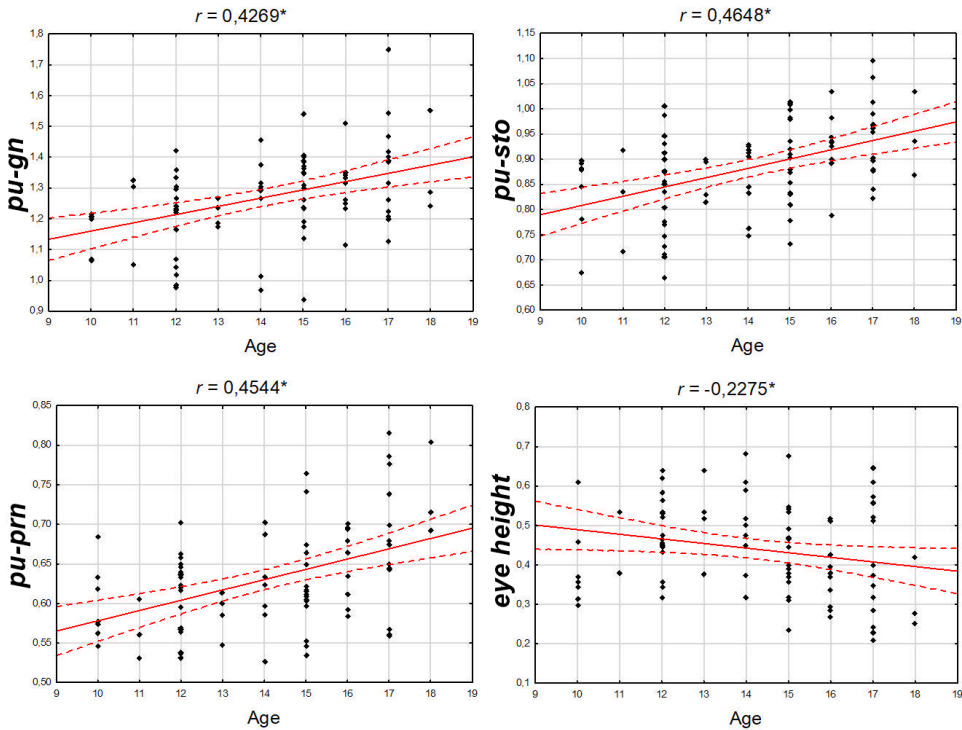 r = 0,4269*
1,8
1,7
1,6
1,5
1,4
1,3
1,2
1,1
1,0
0,9
pu-gn
9 10 11 12 13 14 15 16 17 18 19
Age
r = 0,4648*
1,15
1,10
1,05
1,00
0,95
0,90
0,85
0,80
0,75
0,70
0,65
0,60
pu-sto
9 10 11 12 13 14 15 16 17 18 19
Age
r = 0,4544*
0,85
0,80
0,75
0,70
0,65
0,60
0,55
0,50
pu-prn
9 10 11 12 13 14 15 16 17 18 19
Age
r = -0,2275*
0,8
0,7
0,6
0,5
0,4
0,3
0,2
0,1
eye height
9 10 11 12 13 14 15 16 17 18 19
Age